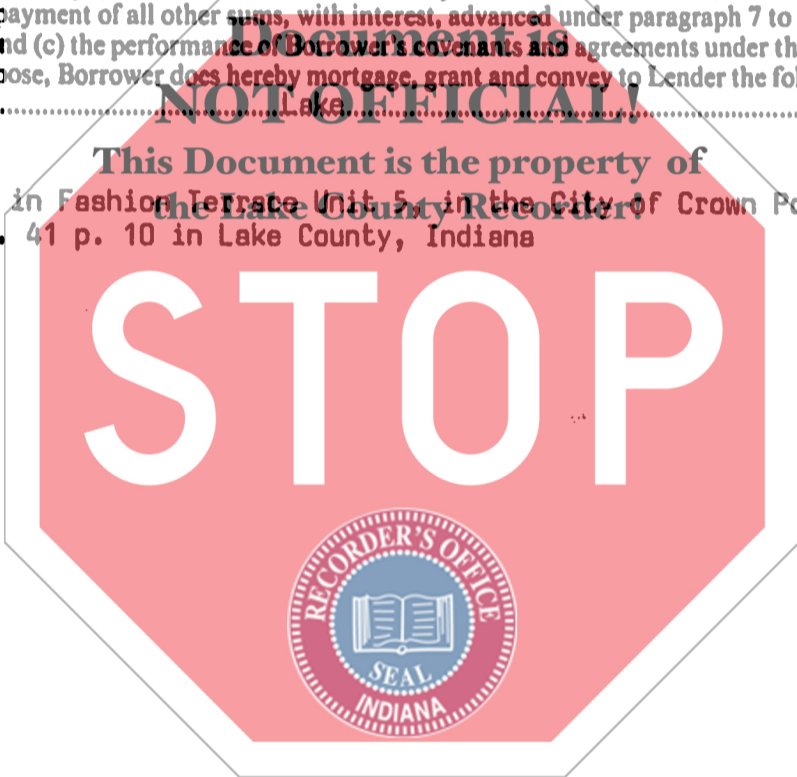 payment of all other sums, with interest, advanced under paragraph 7 to
Document is
nd (c) the performance of Borrower's covenants and agreements under th
pose, Borrower does hereby mortgage, grant and convey to Lender the fol
NOT OFFICIAL!
Lake
This Document is the property of
in Fashion Terrace Unit 5, in the City of Crown Po
the Lake County Recorder!
41 p. 10 in Lake County, Indiana
STOP
RECORDER'S OFFICE
SEAL
INDIANA